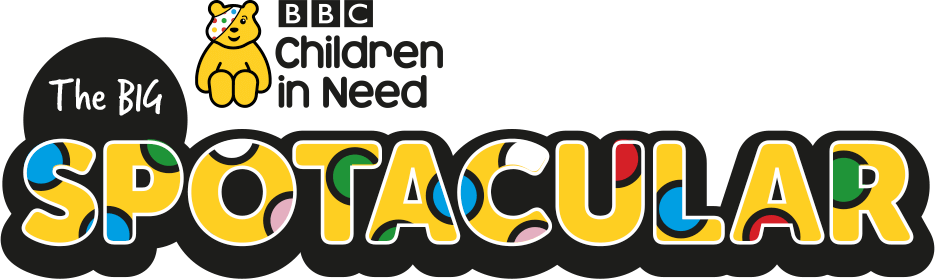 BBC
Children
in Need
The BIG
SPOTACULAR